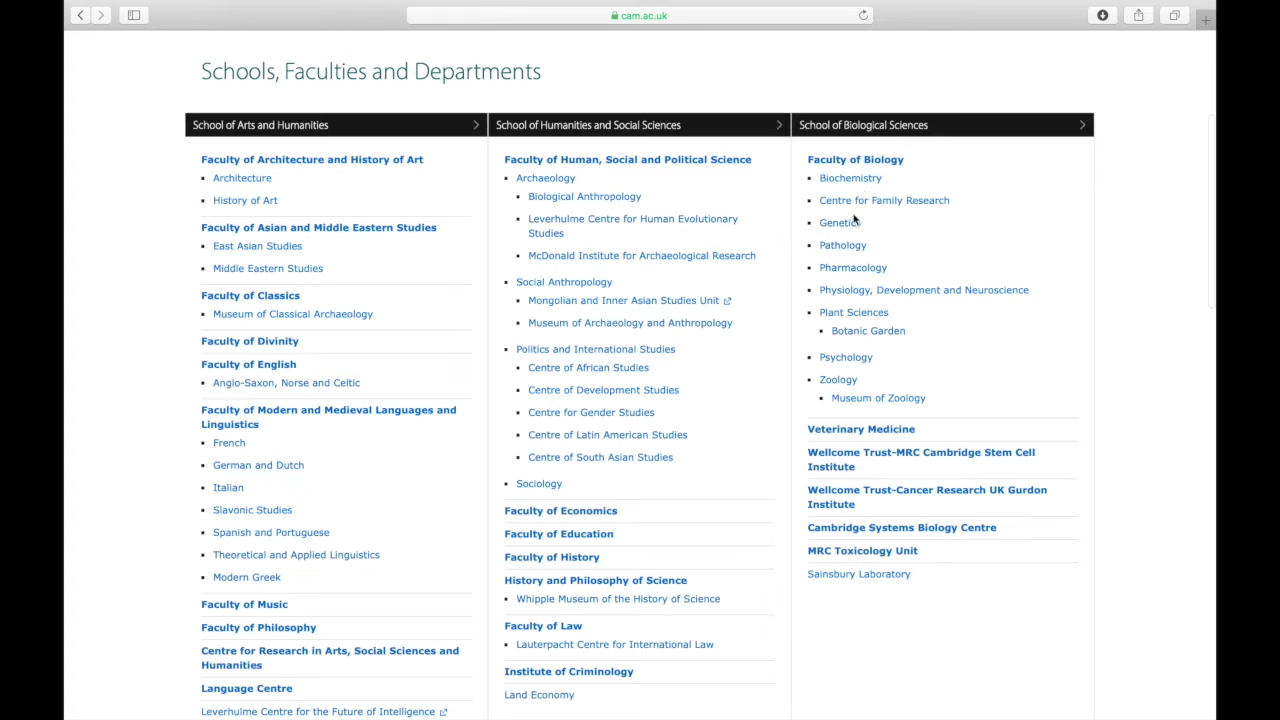 cam.ac.uk
Schools, Faculties and Departments
School of Arts and Humanities
Faculty of Architecture and History of Art
Architecture
History of Art
Faculty of Asian and Middle Eastern Studies
East Asian Studies
Middle Eastern Studies
Faculty of Classics
Museum of Classical Archaeology
Faculty of Divinity
Faculty of English
Anglo-Saxon, Norse and Celtic
Faculty of Modern and Medieval Languages and
Linguistics
French
German and Dutch
Italian
Slavonic Studies
Spanish and Portuguese
Theoretical and Applied Linguistics
Modern Greek
Faculty of Music
Faculty of Philosophy
Centre for Research in Arts, Social Sciences and
Humanities
Language Centre
Leverhulme Centre for the Future of Intelligence
School of Humanities and Social Sciences
Faculty of Human, Social and Political Science
Archaeology
Biological Anthropology
Leverhulme Centre for Human Evolutionary
Studies
McDonald Institute for Archaeological Research
Social Anthropology
Mongolian and Inner Asian Studies Unit
Museum of Archaeology and Anthropology
Politics and International Studies
Centre of African Studies
Centre of Development Studies
Centre for Gender Studies
Centre of Latin American Studies
Centre of South Asian Studies
Sociology
Faculty of Economics
Faculty of Education
Faculty of History
History and Philosophy of Science
Whipple Museum of the History of Science
Faculty of Law
Lauterpacht Centre for International Law
Institute of Criminology
Land Economy
School of Biological Sciences
Faculty of Biology
Biochemistry
Centre for Family Research
Genetics
Pathology
Pharmacology
Physiology, Development and Neuroscience
Plant Sciences
Botanic Garden
Psychology
Zoology
Museum of Zoology
Veterinary Medicine
Wellcome Trust-MRC Cambridge Stem Cell
Institute
Wellcome Trust-Cancer Research UK Gurdon
Institute
Cambridge Systems Biology Centre
MRC Toxicology Unit
Sainsbury Laboratory